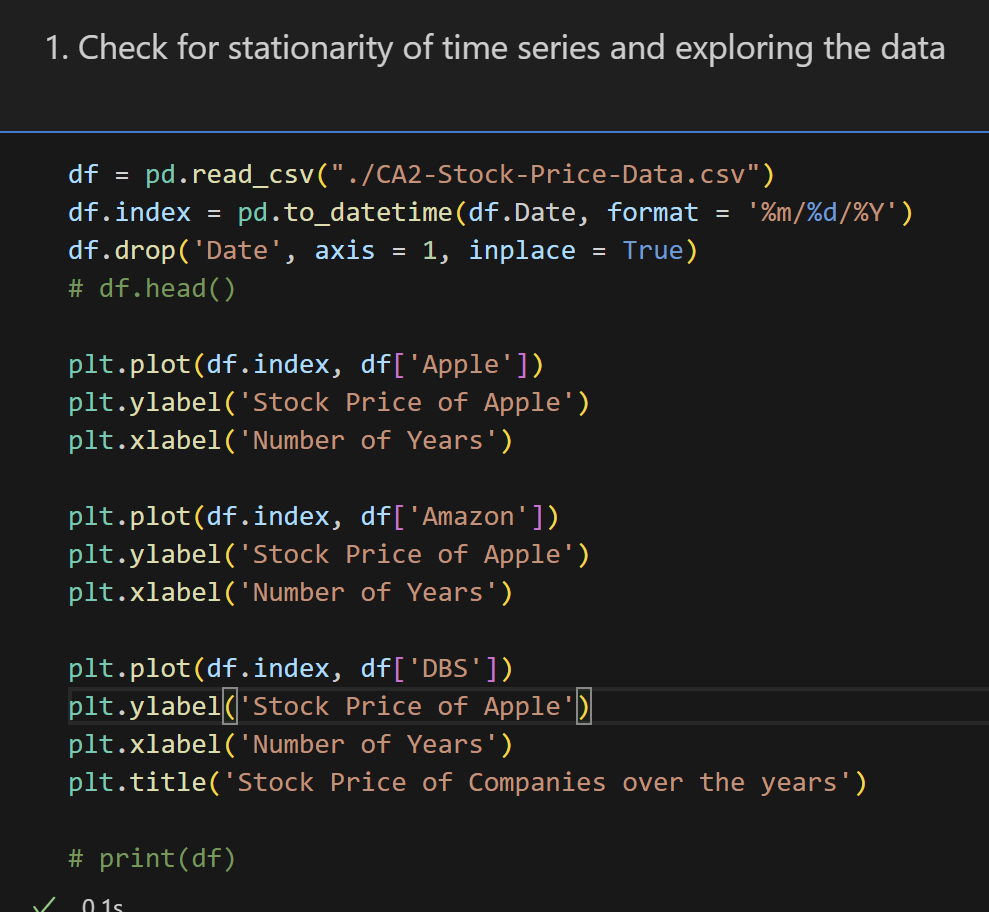 1. Check for stationarity of time series and exploring the data
df = pd.read_csv("./CA2-Stock-Price-Data.csv")
df.index = pd.to_datetime(df.Date, format = '%m/%d/%Y')
df.drop('Date', axis = 1, inplace = True)
# df.head()
plt.plot(df.index, df['Apple'])
plt.ylabel('Stock Price of Apple')
plt.xlabel('Number of Years')
plt.plot(df.index, df['Amazon'])
plt.ylabel('Stock Price of Apple')
plt.xlabel('Number of Years')
plt.plot(df.index, df['DBS'])
plt.ylabel('Stock Price of Apple')
plt.xlabel('Number of Years')
plt.title('Stock Price of Companies over the years')
# print(df)
0.1s